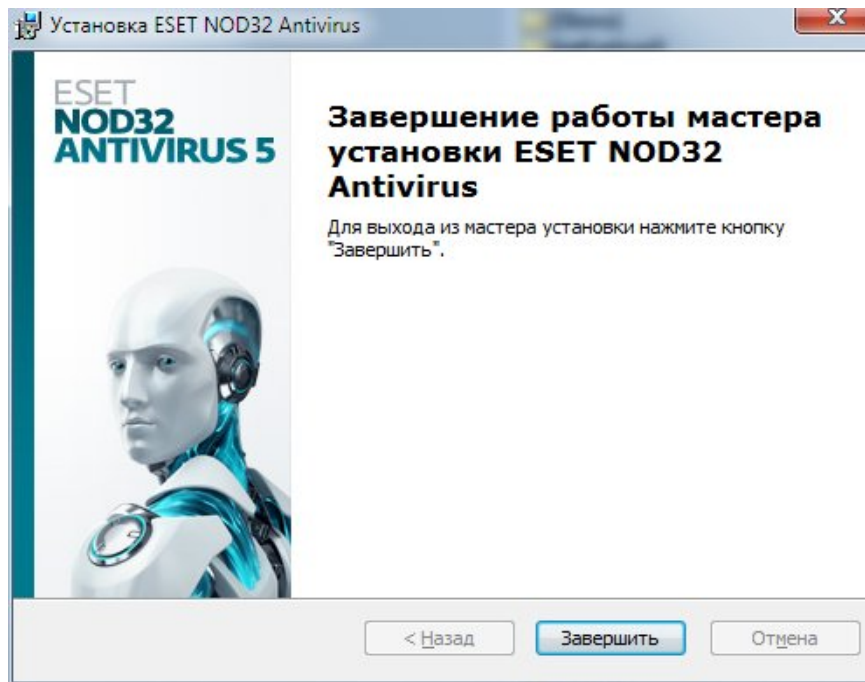 Установка ESET NOD32 Antivirus
ESET
NOD32
ANTIVIRUS 5
Завершение работы мастера
установки ESET NOD32
Antivirus
Для выхода из мастера установки нажмите кнопку
"Завершить".
< Назад
Завершить
Отмена